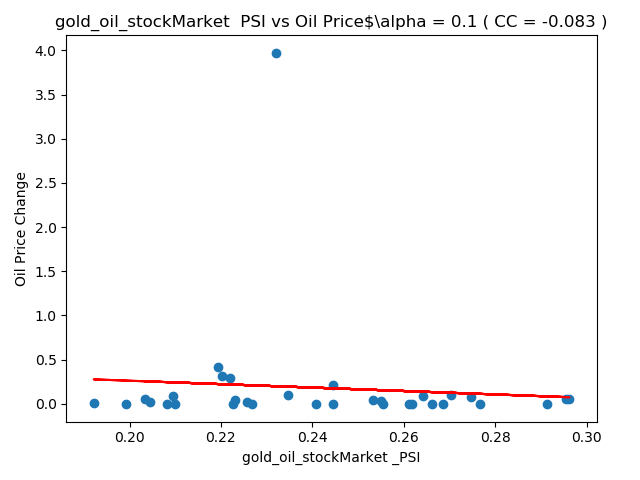 gold_oil_stockMarket  PSI vs Oil Price$\alpha = 0.1 ( CC = -0.083 )
4.0
3.5
3.0
2.5
2.0
1.5
1.0
0.5
0.0
Oil Price Change
0.20 0.22 0.24 0.26 0.28 0.30
gold_oil_stockMarket _PSI